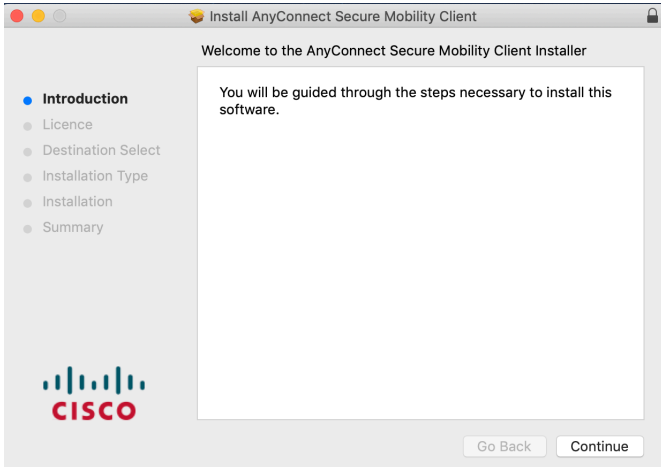 Install AnyConnect Secure Mobility Client
Welcome to the AnyConnect Secure Mobility Client Installer
Introduction
Licence
Destination Select
Installation Type
Installation
Summary
You will be guided through the steps necessary to install this
software.
CISCO
Go Back
Continue